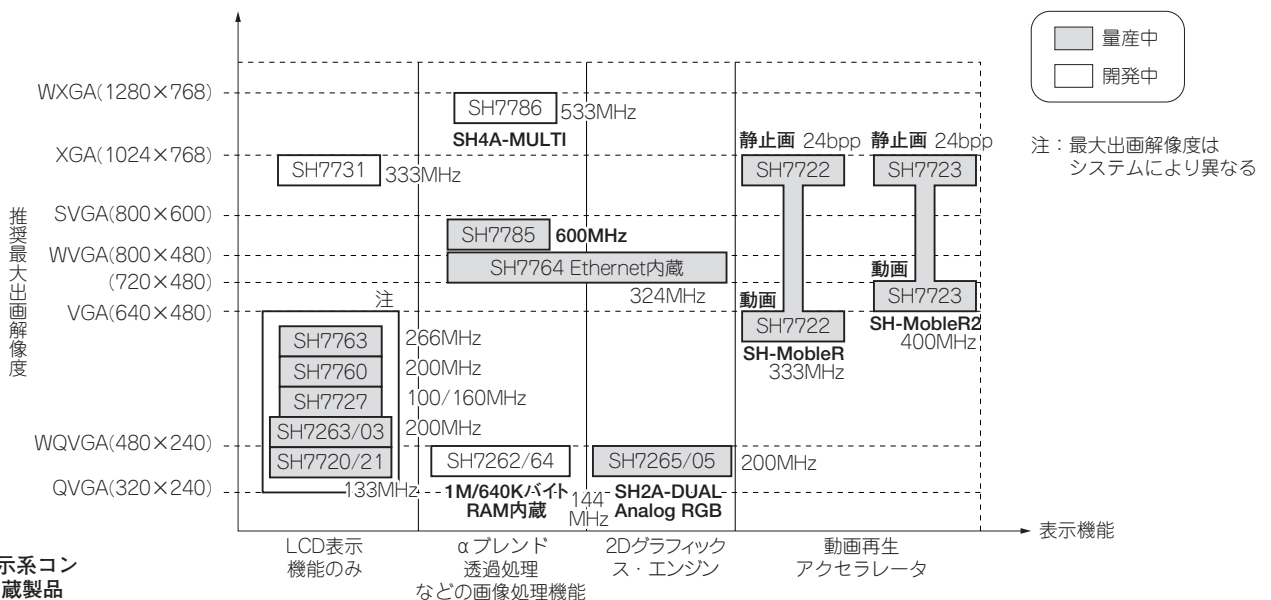 量産中
開発中
注：最大出画解像度は
システムにより異なる
推奨最大出画解像度
WXGA(1280×768)
XGA(1024×768)
SVGA(800×600)
WVGA(800×480)
(720×480)
VGA(640×480)
WQVGA(480×240)
QVGA(320×240)
SH7786 533MHz
SH4A-MULTI
SH7731 333MHz
静止画 24bpp
SH7722
静止画 24bpp
SH7723
SH7785 600MHz
SH7764 Ethernet内蔵
324MHz
動画
SH7722
SH-MobleR
333MHz
動画
SH7723
SH-MobleR2
400MHz
注
SH7763 266MHz
SH7760 200MHz
SH7727 100/160MHz
SH7263/03 200MHz
SH7720/21
133MHz
SH7262/64
1M/640Kバイト
RAM内蔵
144
MHz
SH7265/05 200MHz
SH2A-DUAL
Analog RGB
表示機能
LCD表示
機能のみ
αブレンド
透過処理
などの画像処理機能
2Dグラフィック
ス・エンジン
動画再生
アクセラレータ
示系コン
蔵製品